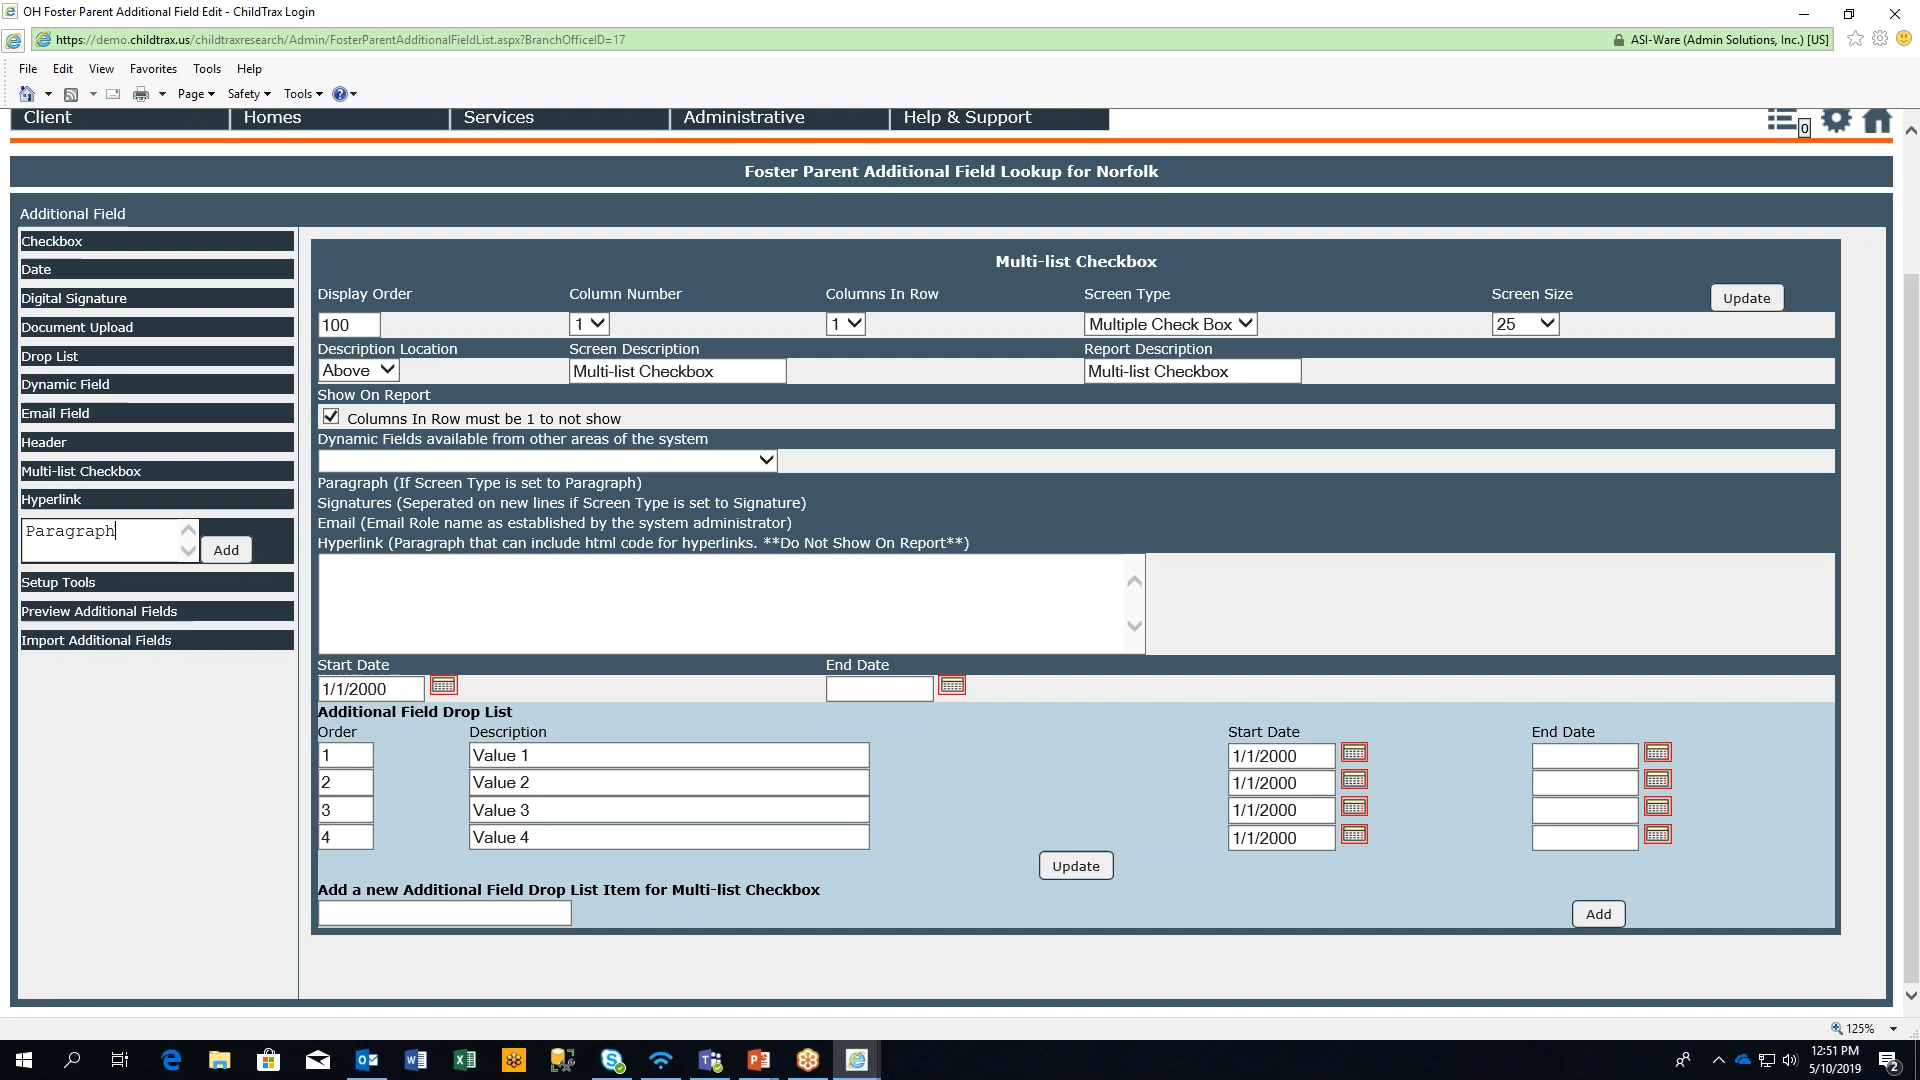 OH Foster Parent Additional Field Edit - ChildTrax Login
https://demo.childtrax.us/childtraxresearch/Admin/FosterParentAdditionalFieldList.aspx?BranchOfficeID=17
ASI-Ware (Admin Solutions, Inc.) [US]
File Edit View Favorites Tools Help
Page Safety Tools
Client Homes Services Administrative Help & Support
0
Foster Parent Additional Field Lookup for Norfolk
Additional Field
Checkbox
Date
Digital Signature
Document Upload
Drop List
Dynamic Field
Email Field
Header
Multi-list Checkbox
Hyperlink
Paragraph
Add
Setup Tools
Preview Additional Fields
Import Additional Fields
Multi-list Checkbox
Display Order Column Number Columns In Row Screen Type Screen Size Update
100 1 1 Multiple Check Box 25
Description Location Screen Description Report Description
Above Multi-list Checkbox Multi-list Checkbox
Show On Report
Columns In Row must be 1 to not show
Dynamic Fields available from other areas of the system
Paragraph (If Screen Type is set to Paragraph)
Signatures (Seperated on new lines if Screen Type is set to Signature)
Email (Email Role name as established by the system administrator)
Hyperlink (Paragraph that can include html code for hyperlinks. **Do Not Show On Report**)
Start Date End Date
1/1/2000
Additional Field Drop List
Order Description Start Date End Date
1 Value 1 1/1/2000
2 Value 2 1/1/2000
3 Value 3 1/1/2000
4 Value 4 1/1/2000
Update
Add a new Additional Field Drop List Item for Multi-list Checkbox
Add
125%
12:51 PM
5/10/2019
2